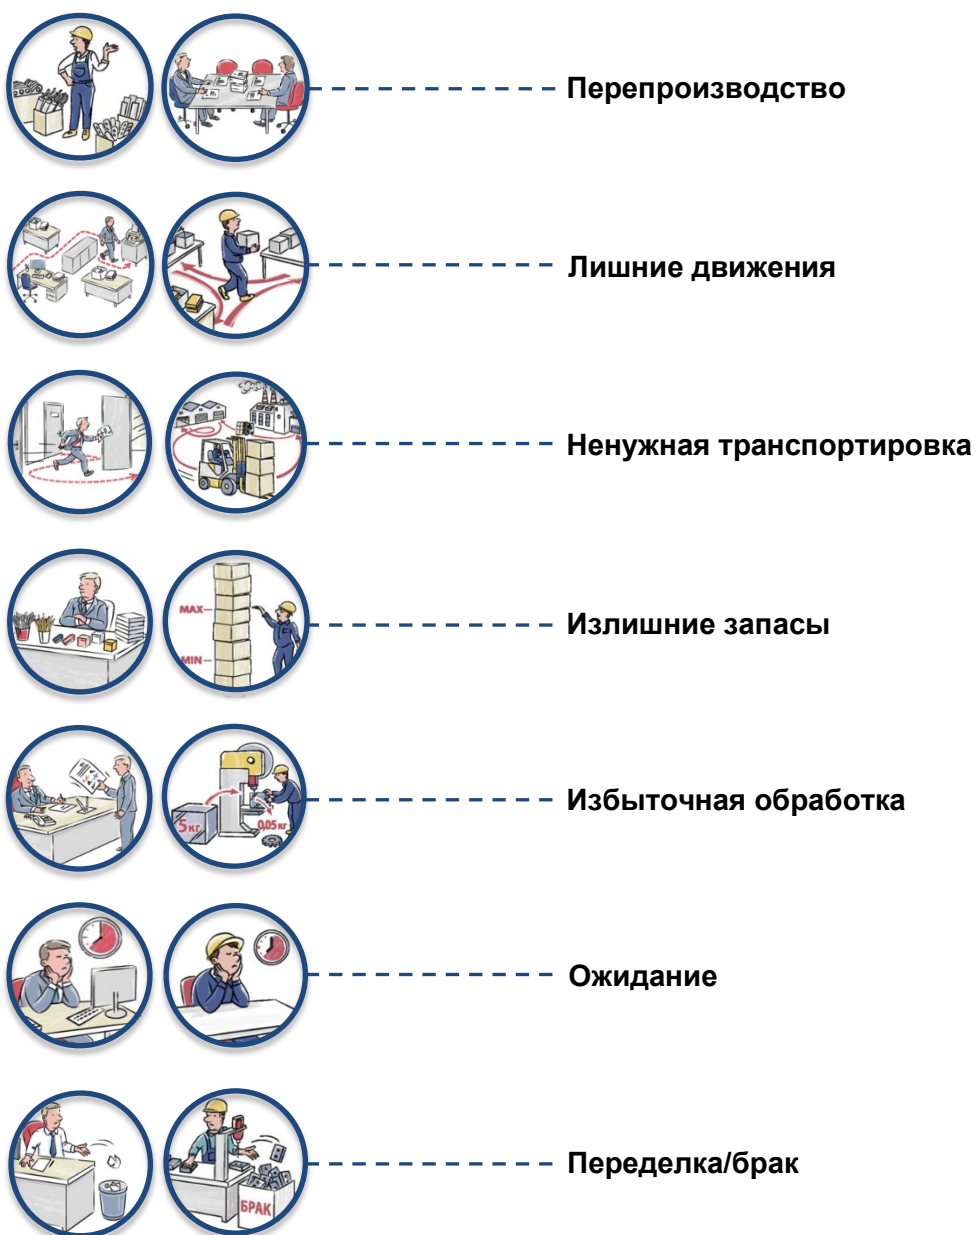 Перепроизводство
Лишние движения
Ненужная транспортировка
MAX
MIN
Излишние запасы
5кг
0,05кг
Избыточная обработка
Ожидание
БРАК
Переделка/брак